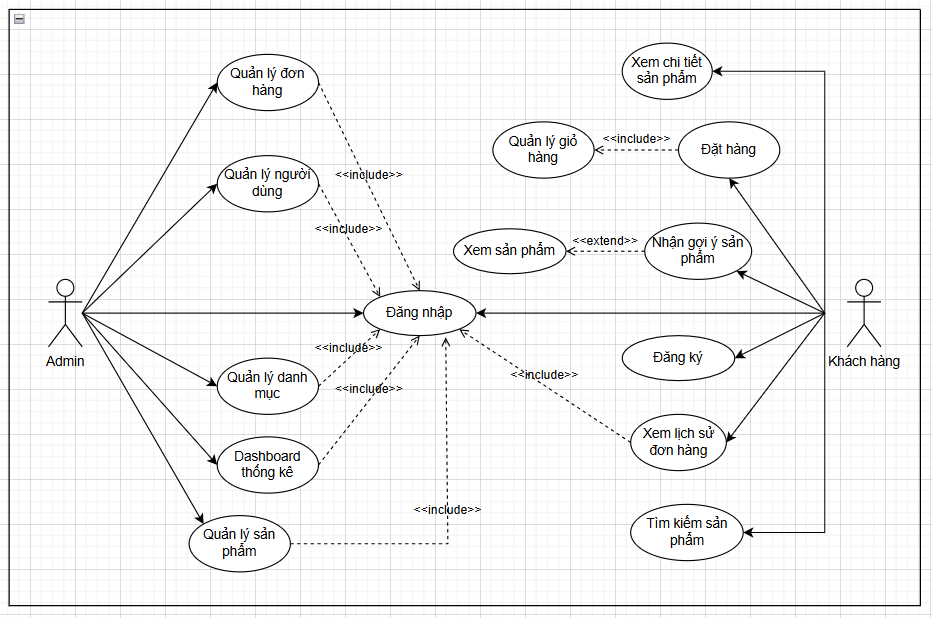 Quản lý đơn
hàng
Xem chi tiết
sản phẩm
Quản lý giỏ
hàng
<<include>>
Đặt hàng
Quản lý người
dùng
<<include>>
<<include>>
Xem sản phẩm
<<extend>>
Nhận gợi ý sản
phẩm
Đăng nhập
Admin
Khách hàng
<<include>>
Đăng ký
Quản lý danh
mục
<<include>>
<<include>>
Xem lịch sử
đơn hàng
Dashboard
thống kê
<<include>>
Quản lý sản
phẩm
Tìm kiếm sản
phẩm